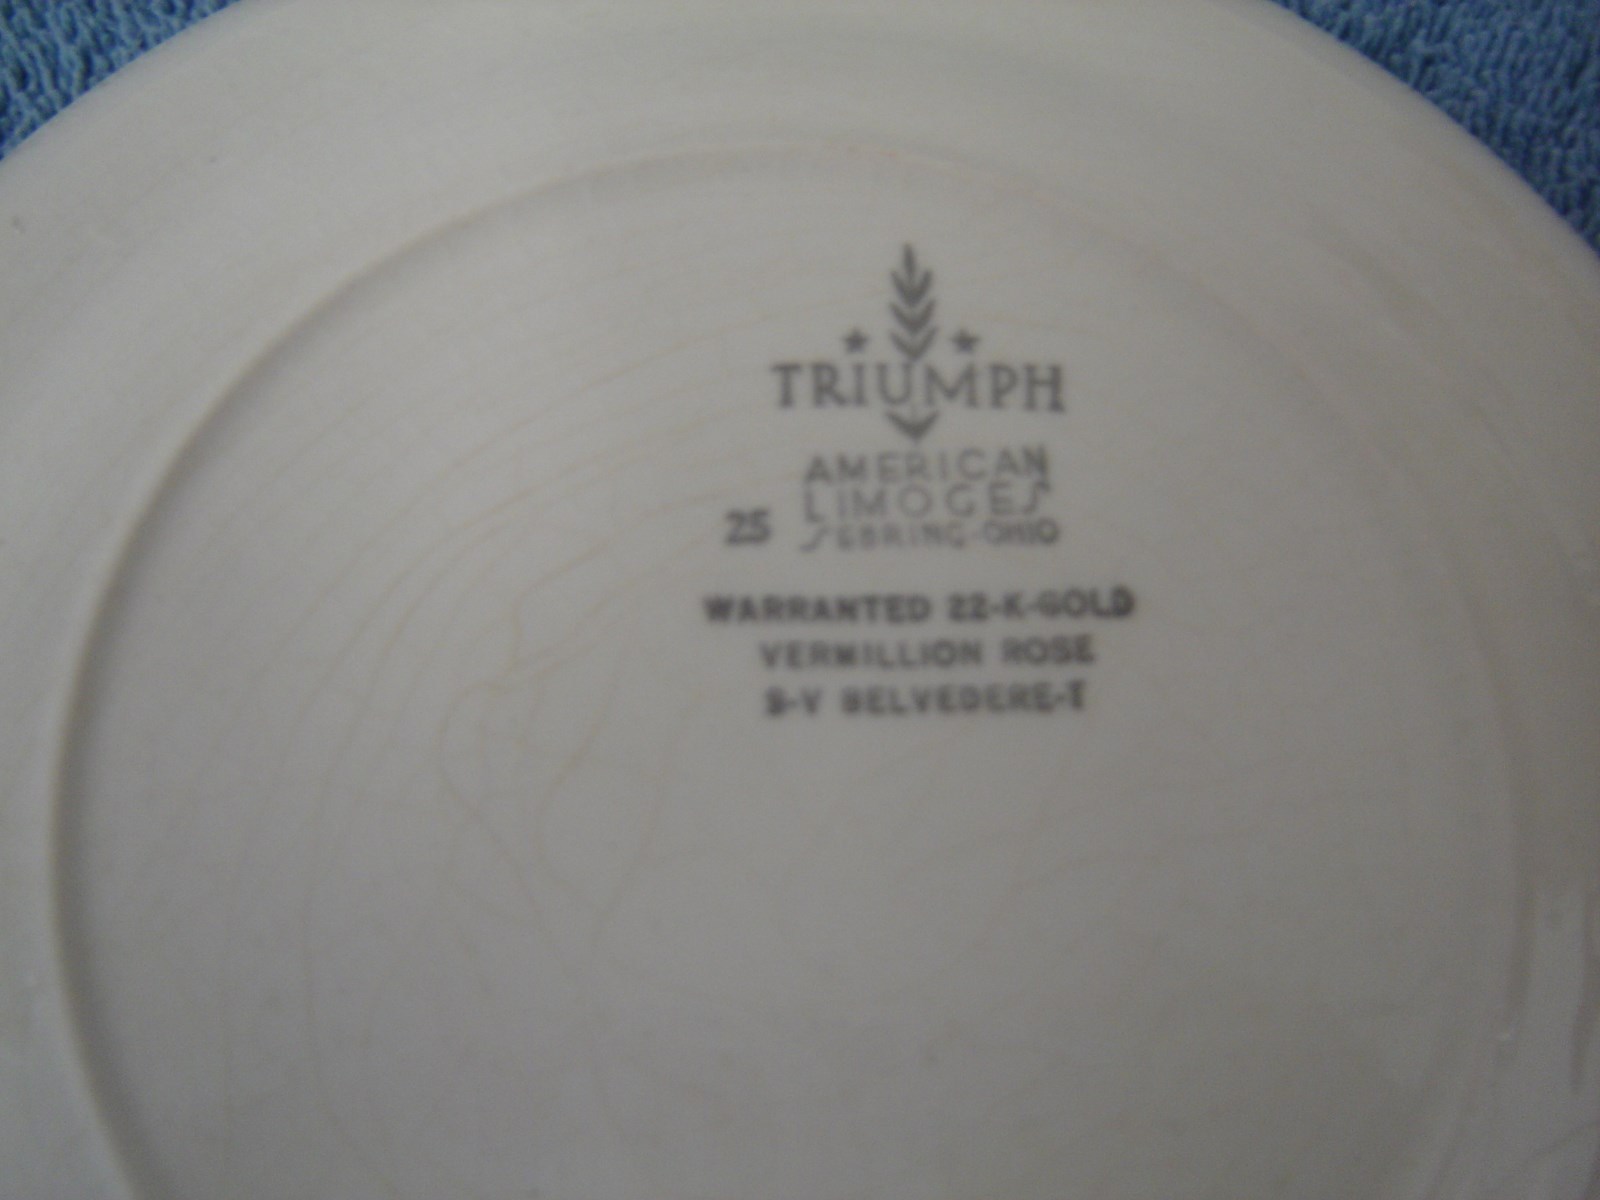 TRIUMPH
AMERICAN
LIMOGES
25 SEBRING-OHIO
WARRANTED 22-K-GOLD
VERMILLION ROSE
S-V BELVEDERE-T